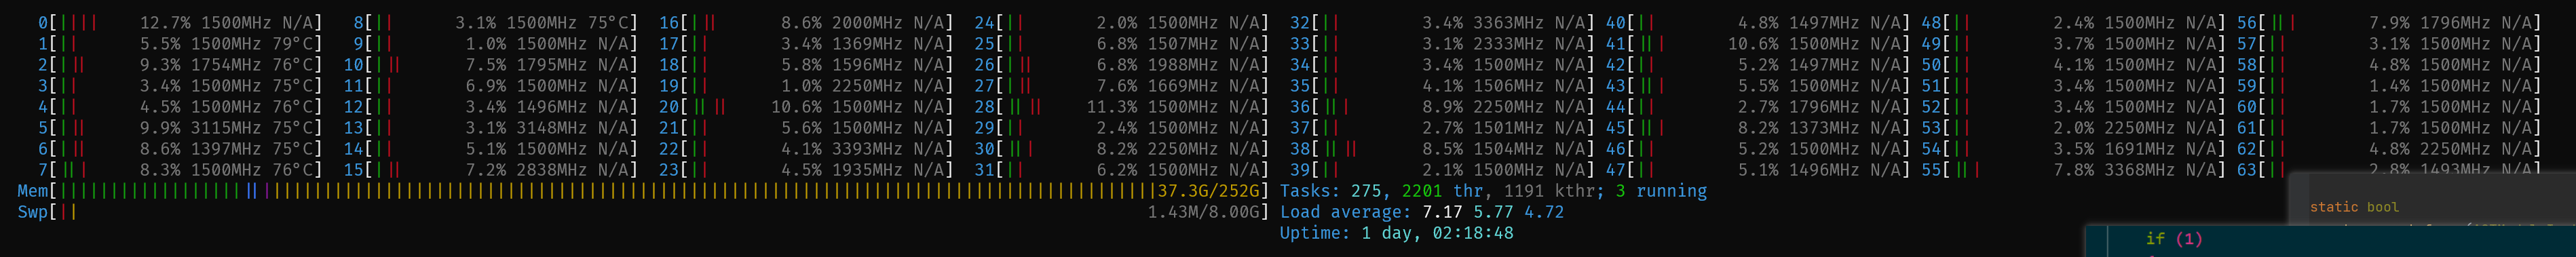 0[|||| 12.7% 1500MHz N/A] 8[|| 3.1% 1500MHz 75°C] 16[||| 8.6% 2000MHz N/A] 24[|| 2.0% 1500MHz N/A] 32[|| 3.4% 3363MHz N/A] 40[|| 4.8% 1497MHz N/A] 48[|| 2.4% 1500MHz N/A] 56[||| 7.9% 1796MHz N/A]
1[|| 5.5% 1500MHz 79°C] 9[|| 1.0% 1500MHz N/A] 17[|| 3.4% 1369MHz N/A] 25[|| 6.8% 1507MHz N/A] 33[|| 3.1% 2333MHz N/A] 41[||| 10.6% 1500MHz N/A] 49[|| 3.7% 1500MHz N/A] 57[|| 3.1% 1500MHz N/A]
2[||| 9.3% 1754MHz 76°C] 10[||| 7.5% 1795MHz N/A] 18[|| 5.8% 1596MHz N/A] 26[||| 6.8% 1988MHz N/A] 34[|| 3.4% 1500MHz N/A] 42[|| 5.2% 1497MHz N/A] 50[|| 4.1% 1500MHz N/A] 58[|| 4.8% 1500MHz N/A]
3[|| 3.4% 1500MHz 75°C] 11[|| 6.9% 1500MHz N/A] 19[|| 1.0% 2250MHz N/A] 27[||| 7.6% 1669MHz N/A] 35[|| 4.1% 1506MHz N/A] 43[||| 5.5% 1500MHz N/A] 51[|| 3.4% 1500MHz N/A] 59[|| 1.4% 1500MHz N/A]
4[|| 4.5% 1500MHz 76°C] 12[|| 3.4% 1496MHz N/A] 20[|||| 10.6% 1500MHz N/A] 28[|||| 11.3% 1500MHz N/A] 36[||| 8.9% 2250MHz N/A] 44[|| 2.7% 1796MHz N/A] 52[|| 3.4% 1500MHz N/A] 60[|| 1.7% 1500MHz N/A]
5[||| 9.9% 3115MHz 75°C] 13[|| 3.1% 3148MHz N/A] 21[|| 5.6% 1500MHz N/A] 29[|| 2.4% 1500MHz N/A] 37[|| 2.7% 1501MHz N/A] 45[||| 8.2% 1373MHz N/A] 53[|| 2.0% 2250MHz N/A] 61[|| 1.7% 1500MHz N/A]
6[||| 8.6% 1397MHz 75°C] 14[|| 5.1% 1500MHz N/A] 22[|| 4.1% 3393MHz N/A] 30[||| 8.2% 2250MHz N/A] 38[|||| 8.5% 1504MHz N/A] 46[|| 5.2% 1500MHz N/A] 54[|| 3.5% 1691MHz N/A] 62[|| 4.8% 2250MHz N/A]
7[||| 8.3% 1500MHz 76°C] 15[||| 7.2% 2838MHz N/A] 23[|| 4.5% 1935MHz N/A] 31[|| 6.2% 1500MHz N/A] 39[|| 2.1% 1500MHz N/A] 47[|| 5.1% 1496MHz N/A] 55[||| 7.8% 3368MHz N/A] 63[|| 2.8% 1493MHz N/A]
Mem[||||||||||||||||||||||||||||||||||||||||||||||||||||||||||||||||||||||||||||||||||||||||37.3G/252G] Tasks: 275, 2201 thr, 1191 kthr; 3 running
Swp[|| 1.43M/8.00G] Load average: 7.17 5.77 4.72
Uptime: 1 day, 02:18:48
static bool
if (1)